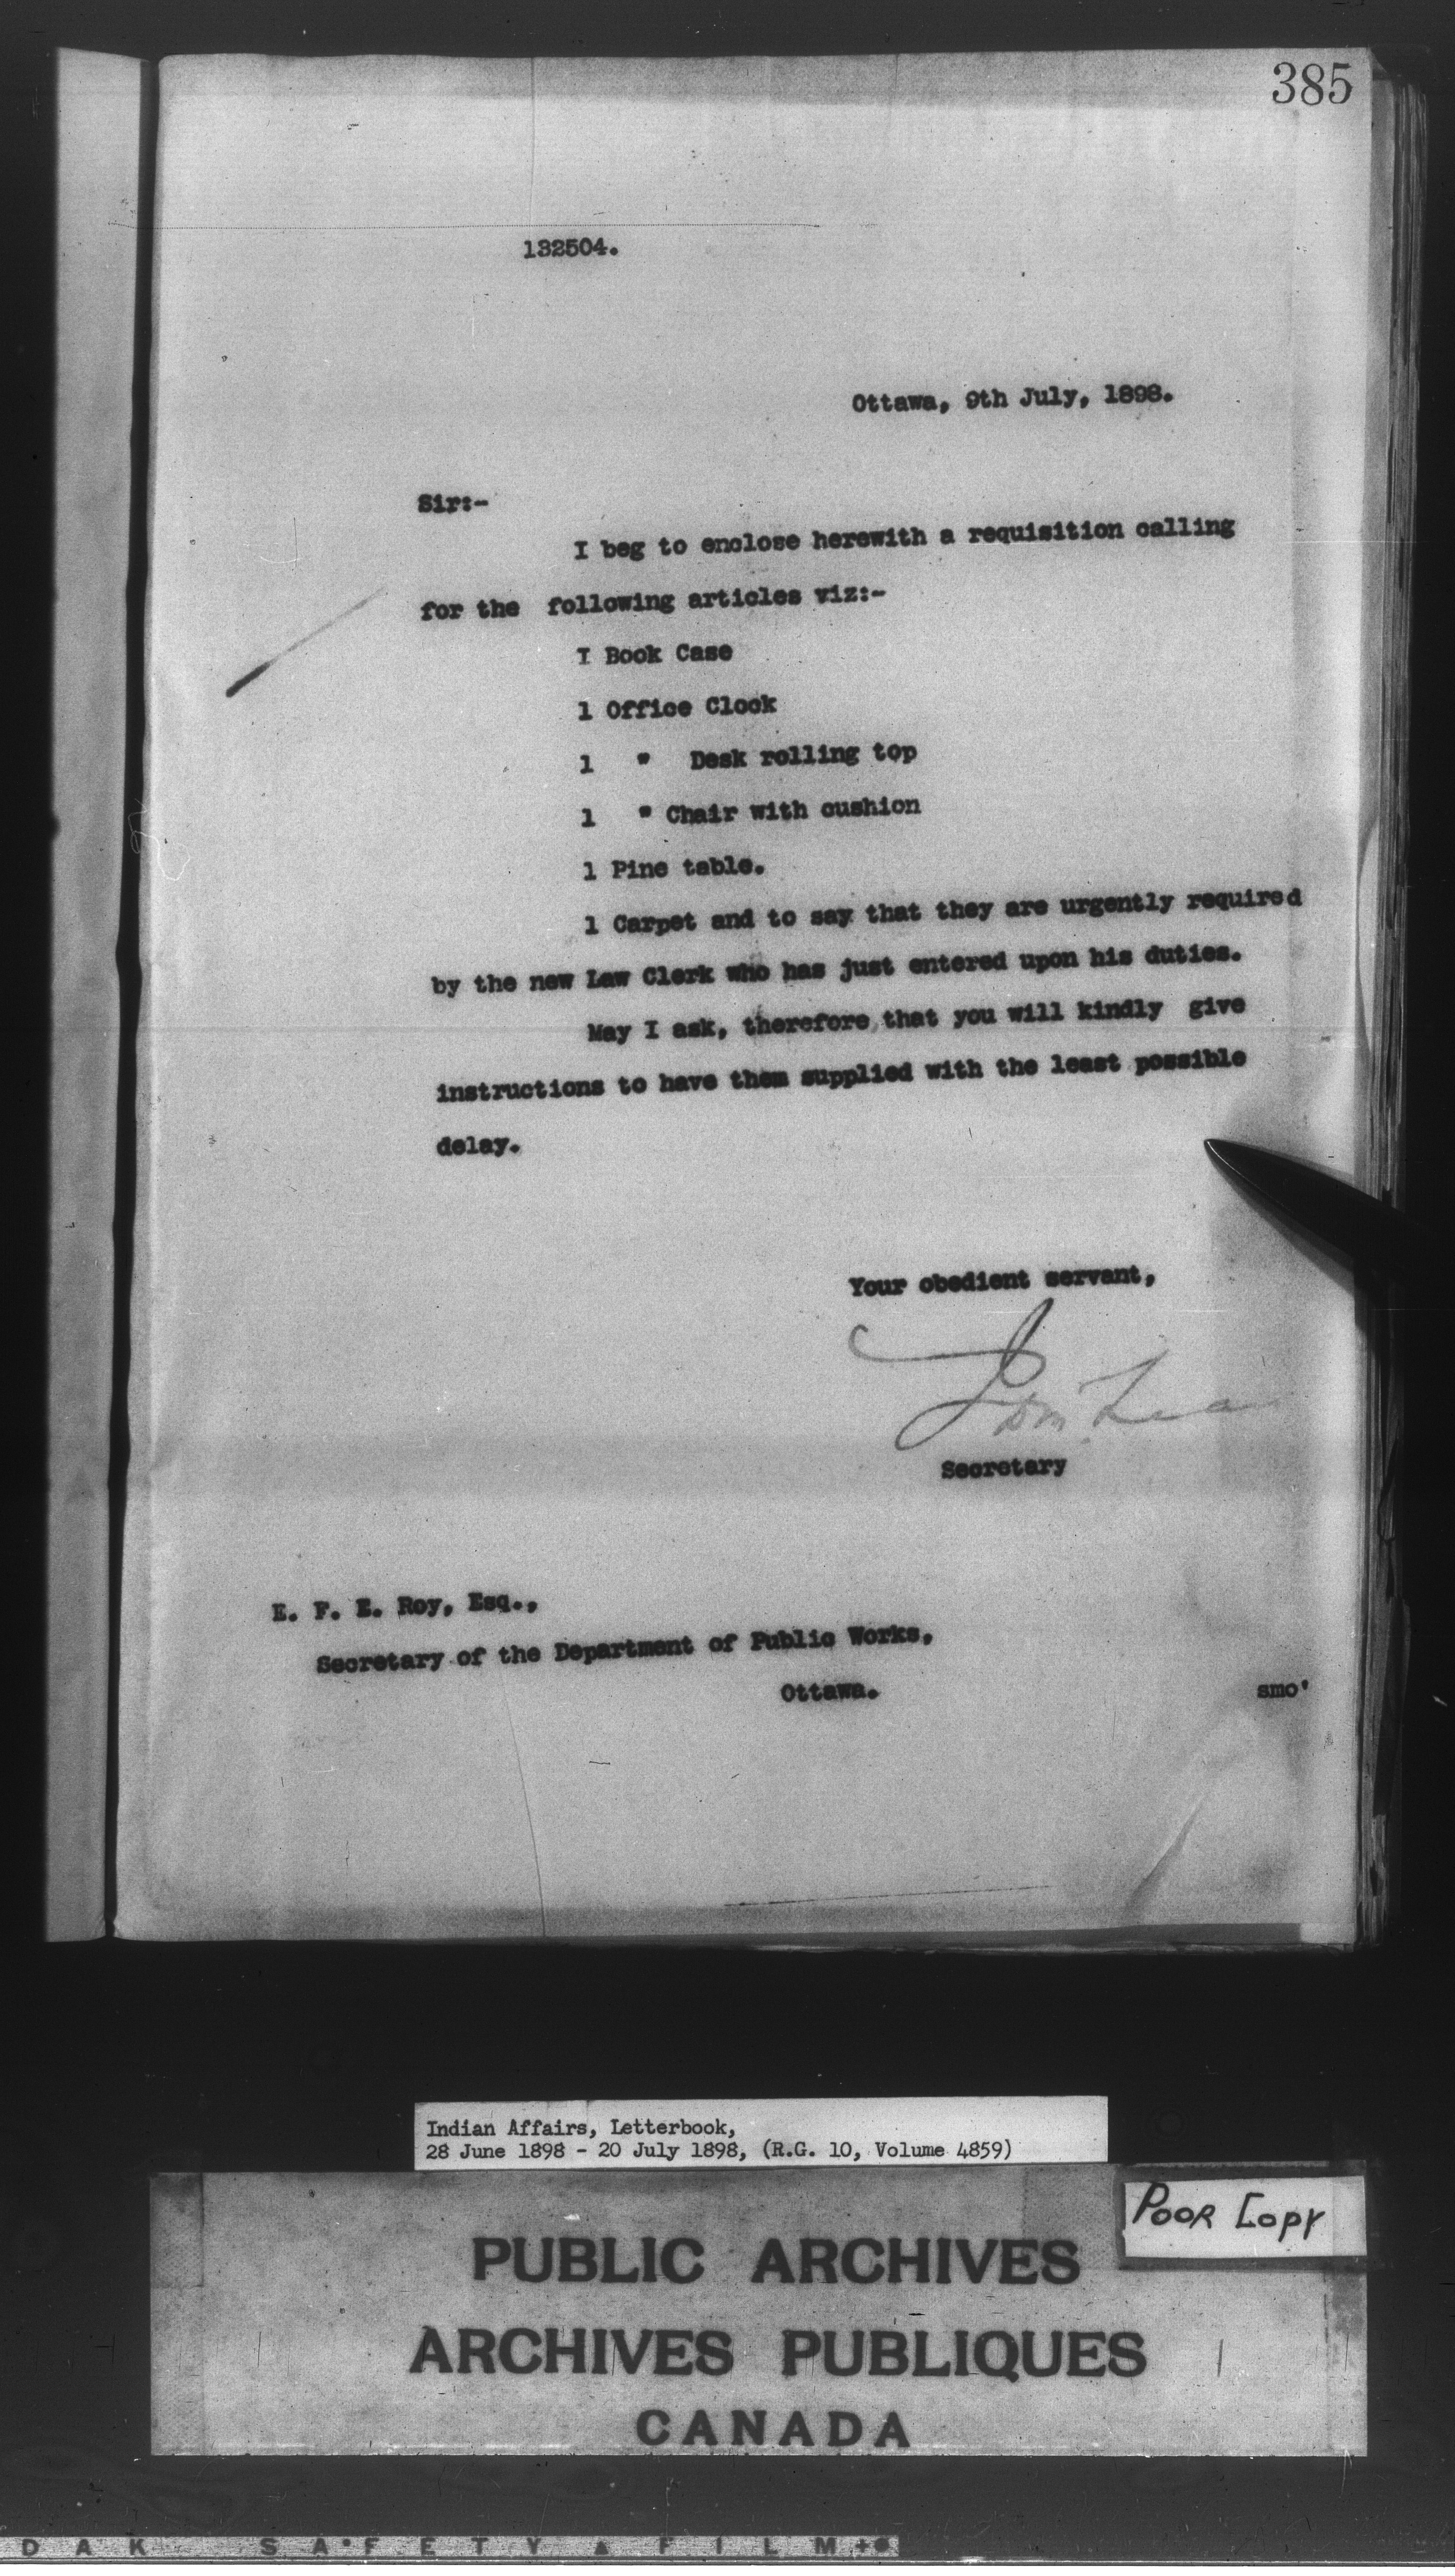 385
132504.
Ottawa, 9th July, 1898.
Sir:-
I beg to enclose herewith a requisition calling
for the following articles viz:-
I Book Case
1 Office Clock
1 " Desk rolling top
1 " Chair with cushion
1 Pine table.
1 Carpet and to say that they are urgently required
by the new Law Clerk who has just entered upon his duties.
May I ask, therefore, that you will kindly give
instructions to have them supplied with the least possible
delay.
Your obedient servant,
Secretary
E. F. E. Roy, Esq.,
Secretary of the Department of Public Works,
Ottawa.
smo'
Indian Affairs, Letterbook,
28 June 1898 - 20 July 1898, (R.G. 10, Volume 4859)
POOR COPY
PUBLIC ARCHIVES
ARCHIVES PUBLIQUES
CANADA
DAK SAFETY ▲ FILM